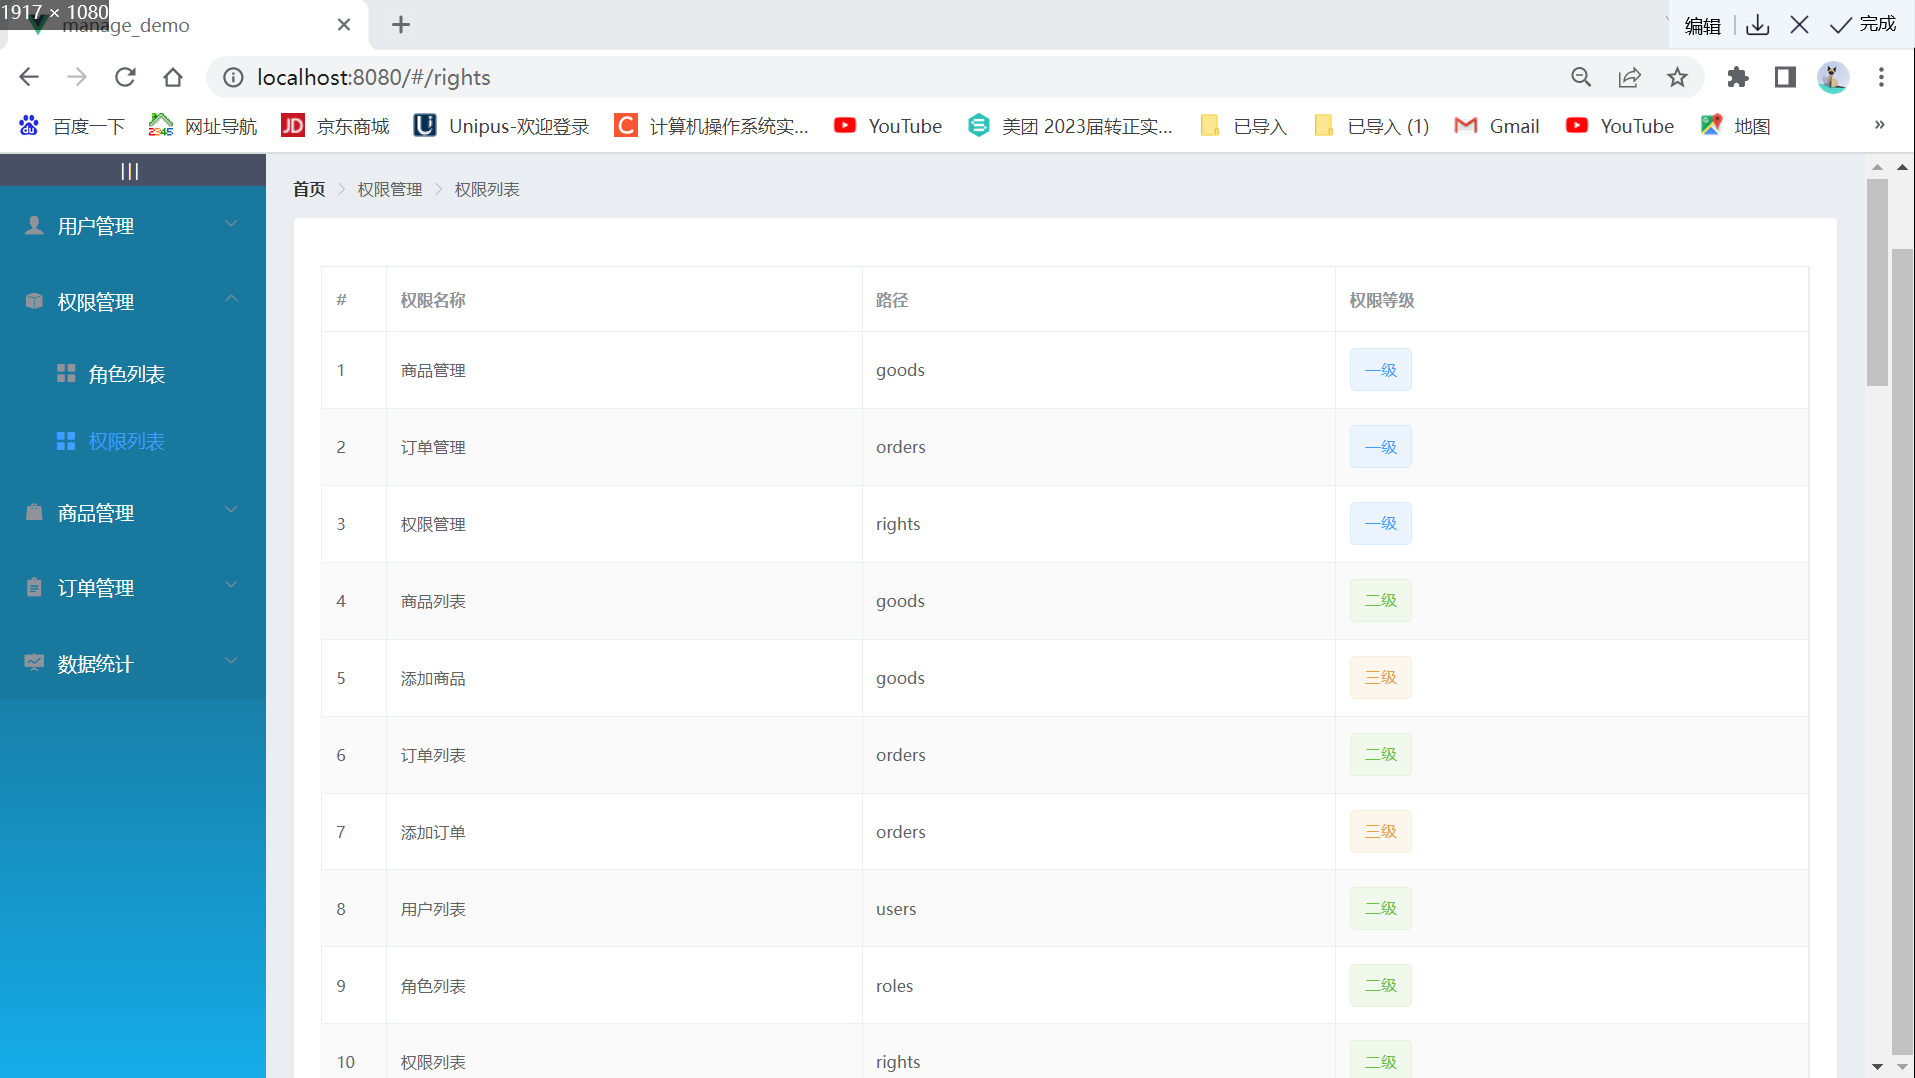 1917 × 1080
manage_demo
编辑
完成
localhost:8080/#/rights
百度一下
网址导航
京东商城
Unipus-欢迎登录
计算机操作系统实...
YouTube
美团 2023届转正实...
已导入
已导入 (1)
Gmail
YouTube
地图
»
|||
用户管理
权限管理
角色列表
权限列表
商品管理
订单管理
数据统计
首页 > 权限管理 > 权限列表
# 权限名称 路径 权限等级
1 商品管理 goods 一级
2 订单管理 orders 一级
3 权限管理 rights 一级
4 商品列表 goods 二级
5 添加商品 goods 三级
6 订单列表 orders 二级
7 添加订单 orders 三级
8 用户列表 users 二级
9 角色列表 roles 二级
10 权限列表 rights 二级